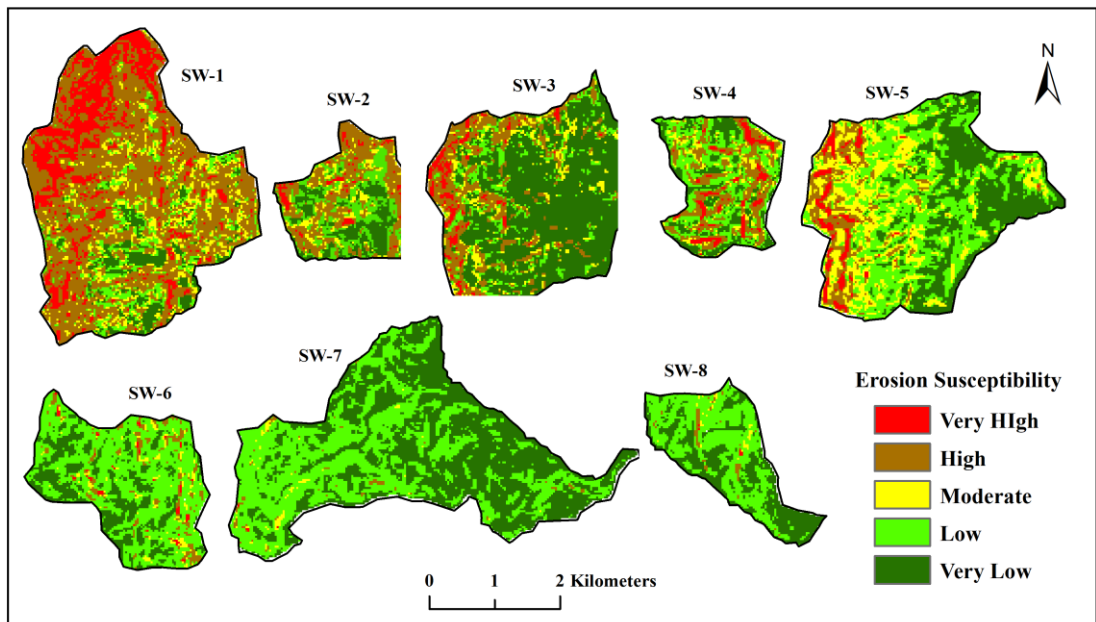 N
SW-1
SW-2
SW-3
SW-4
SW-5
SW-6
SW-7
SW-8
Erosion Susceptibility
Very HIgh
High
Moderate
Low
Very Low
0 1 2 Kilometers